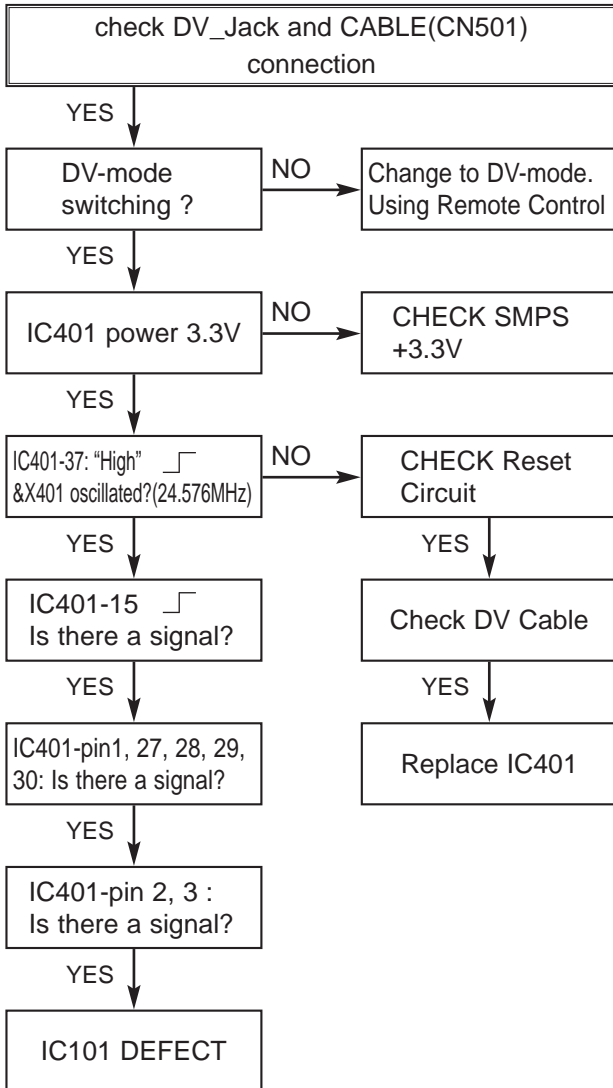 check DV_Jack and CABLE(CN501)
connection
YES
DV-mode
switching ?
NO
Change to DV-mode.
Using Remote Control
YES
IC401 power 3.3V
NO
CHECK SMPS
+3.3V
YES
IC401-37: “High”
&X401 oscillated?(24.576MHz)
NO
CHECK Reset
Circuit
YES
YES
IC401-15
Is there a signal?
Check DV Cable
YES
YES
IC401-pin1, 27, 28, 29,
30: Is there a signal?
Replace IC401
YES
IC401-pin 2, 3 :
Is there a signal?
YES
IC101 DEFECT